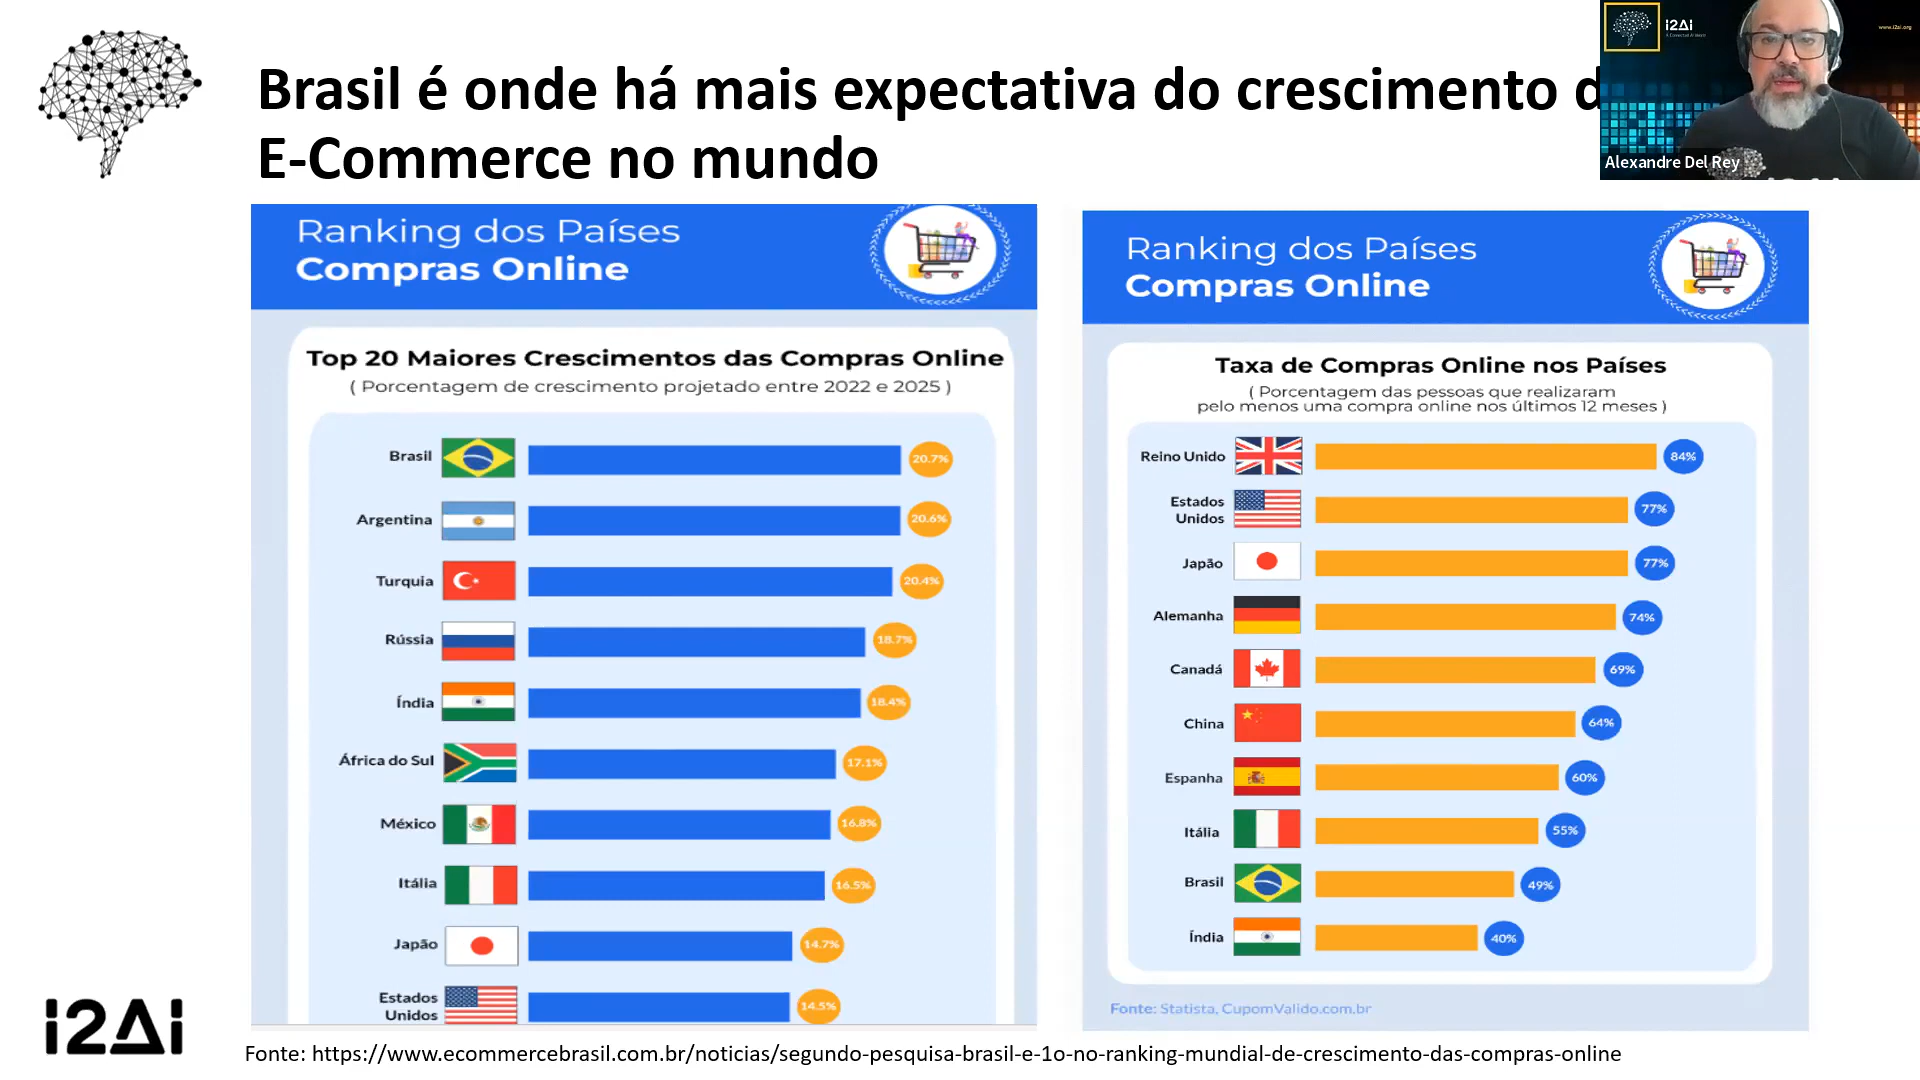 Brasil é onde há mais expectativa do crescimento d
E-Commerce no mundo
i2Ai
www.i2ai.org
Alexandre Del Rey
Ranking dos Países
Compras Online
Top 20 Maiores Crescimentos das Compras Online
( Porcentagem de crescimento projetado entre 2022 e 2025 )
Brasil 20.7%
Argentina 20.6%
Turquia 20.4%
Rússia 18.7%
Índia 18.4%
África do Sul 17.1%
México 16.8%
Itália 16.5%
Japão 14.7%
Estados
Unidos 14.5%
Ranking dos Países
Compras Online
Taxa de Compras Online nos Países
( Porcentagem das pessoas que realizaram
pelo menos uma compra online nos últimos 12 meses )
Reino Unido 84%
Estados
Unidos 77%
Japão 77%
Alemanha 74%
Canadá 69%
China 64%
Espanha 60%
Itália 55%
Brasil 49%
Índia 40%
Fonte: Statista, CupomValido.com.br
i2Ai
Fonte: https://www.ecommercebrasil.com.br/noticias/segundo-pesquisa-brasil-e-1o-no-ranking-mundial-de-crescimento-das-compras-online